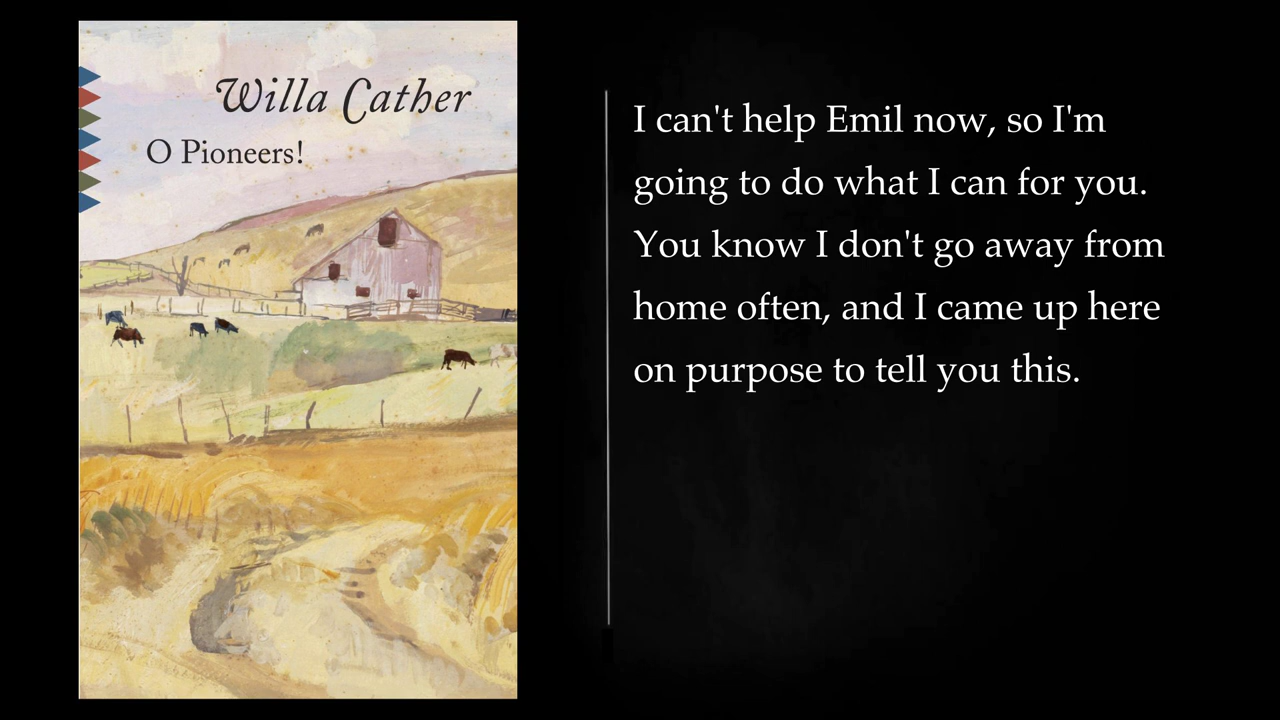 Willa Cather
O Pioneers!
I can't help Emil now, so I'm
going to do what I can for you.
You know I don't go away from
home often, and I came up here
on purpose to tell you this.